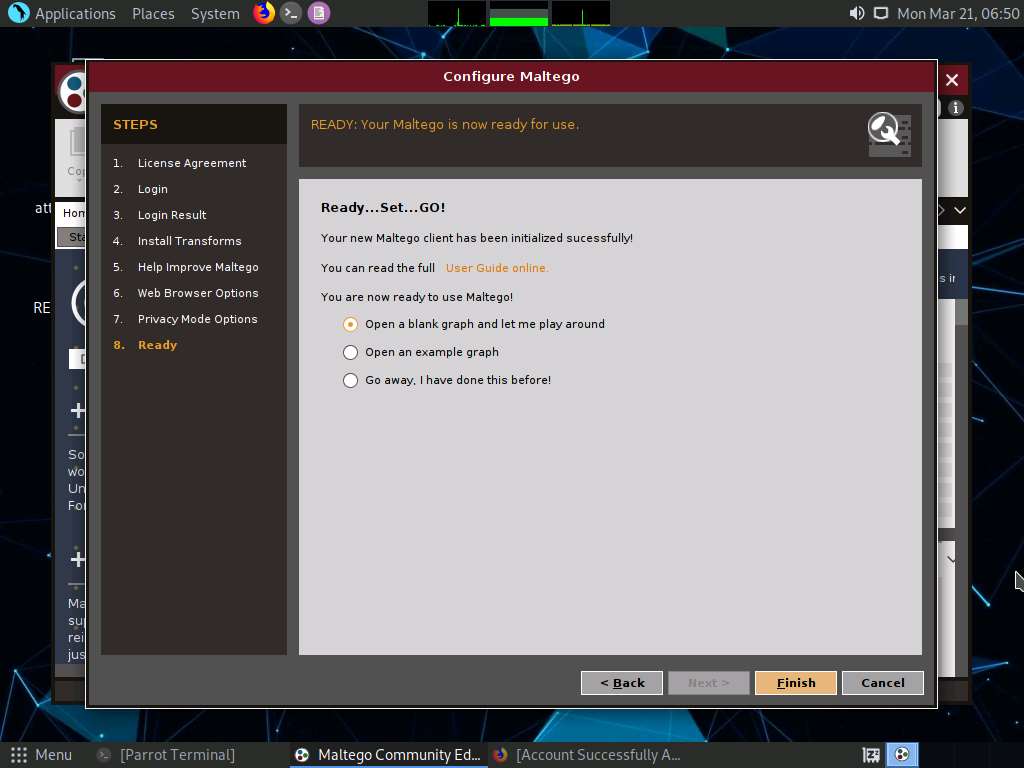 Applications Places System Mon Mar 21, 06:50
Configure Maltego
STEPS
1. License Agreement
2. Login
3. Login Result
4. Install Transforms
5. Help Improve Maltego
6. Web Browser Options
7. Privacy Mode Options
8. Ready
READY: Your Maltego is now ready for use.
Ready...Set...GO!
Your new Maltego client has been initialized sucessfully!
You can read the full User Guide online.
You are now ready to use Maltego!
Open a blank graph and let me play around
Open an example graph
Go away, I have done this before!
< Back Next > Finish Cancel
Menu [Parrot Terminal] Maltego Community Ed... [Account Successfully A...